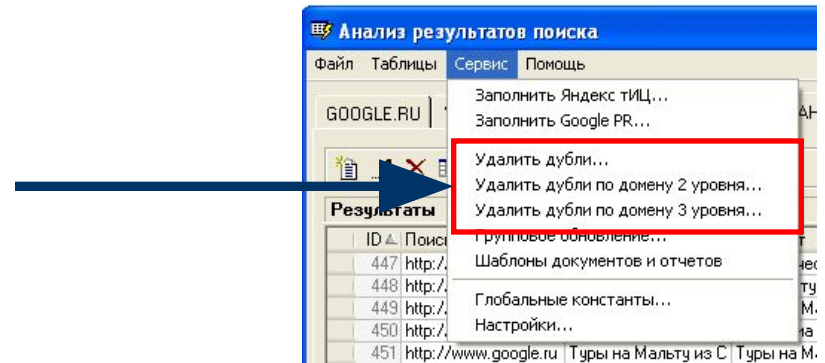 Анализ результатов поиска
Файл Таблицы Сервис Помощь
GOOGLE.RU
Заполнить Яндекс тИЦ...
Заполнить Google PR...
Удалить дубли...
Удалить дубли по домену 2 уровня...
Удалить дубли по домену 3 уровня...
Групповое обновление...
Шаблоны документов и отчетов
Глобальные константы...
Настройки...
Результаты
ID
447 http:/
448 http:/
449 http:/
450 http:/
451 http://www.google.ru Туры на Мальту из С Туры на М